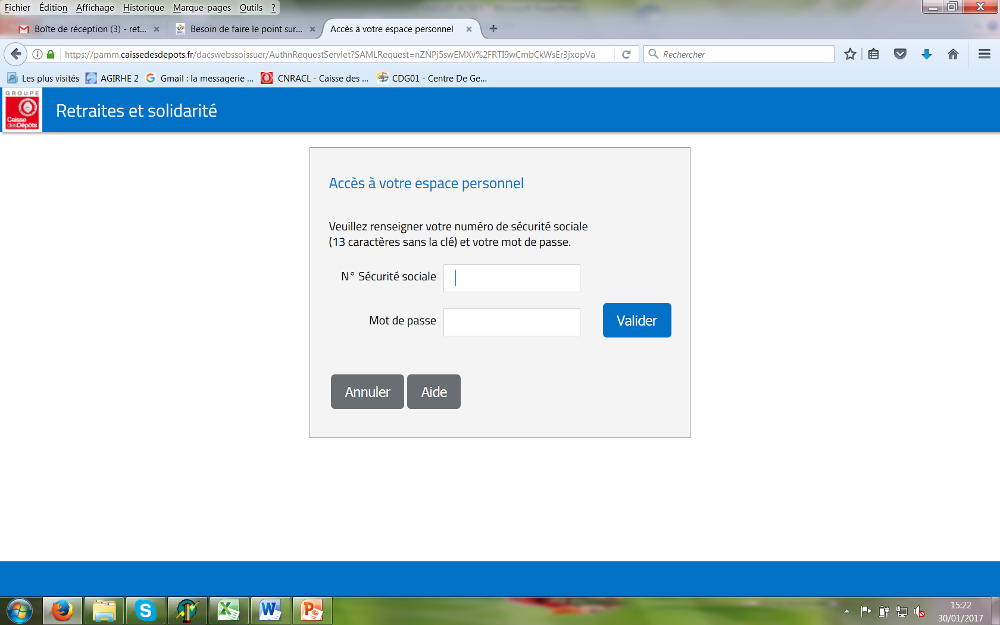 Fichier Édition Affichage Historique Marque-pages Outils ?
Boîte de réception (3) - ret... Besoin de faire le point sur... Accès à votre espace personnel
https://pamm.caissedesdepots.fr/dacswebssoissuer/AuthnRequestServlet?SAMLRequest=nZNPj5swEMXv%2FRTI9wCmbCkWsEr3jxopVa Rechercher
Les plus visités AGIRHE 2 Gmail : la messagerie ... CNRACL - Caisse des ... CDG01 - Centre De Ge...
GROUPE
Caisse
desDépôts
Retraites et solidarité
Accès à votre espace personnel
Veuillez renseigner votre numéro de sécurité sociale
(13 caractères sans la clé) et votre mot de passe.
N° Sécurité sociale
Mot de passe
Valider
Annuler Aide
15:22
30/01/2017